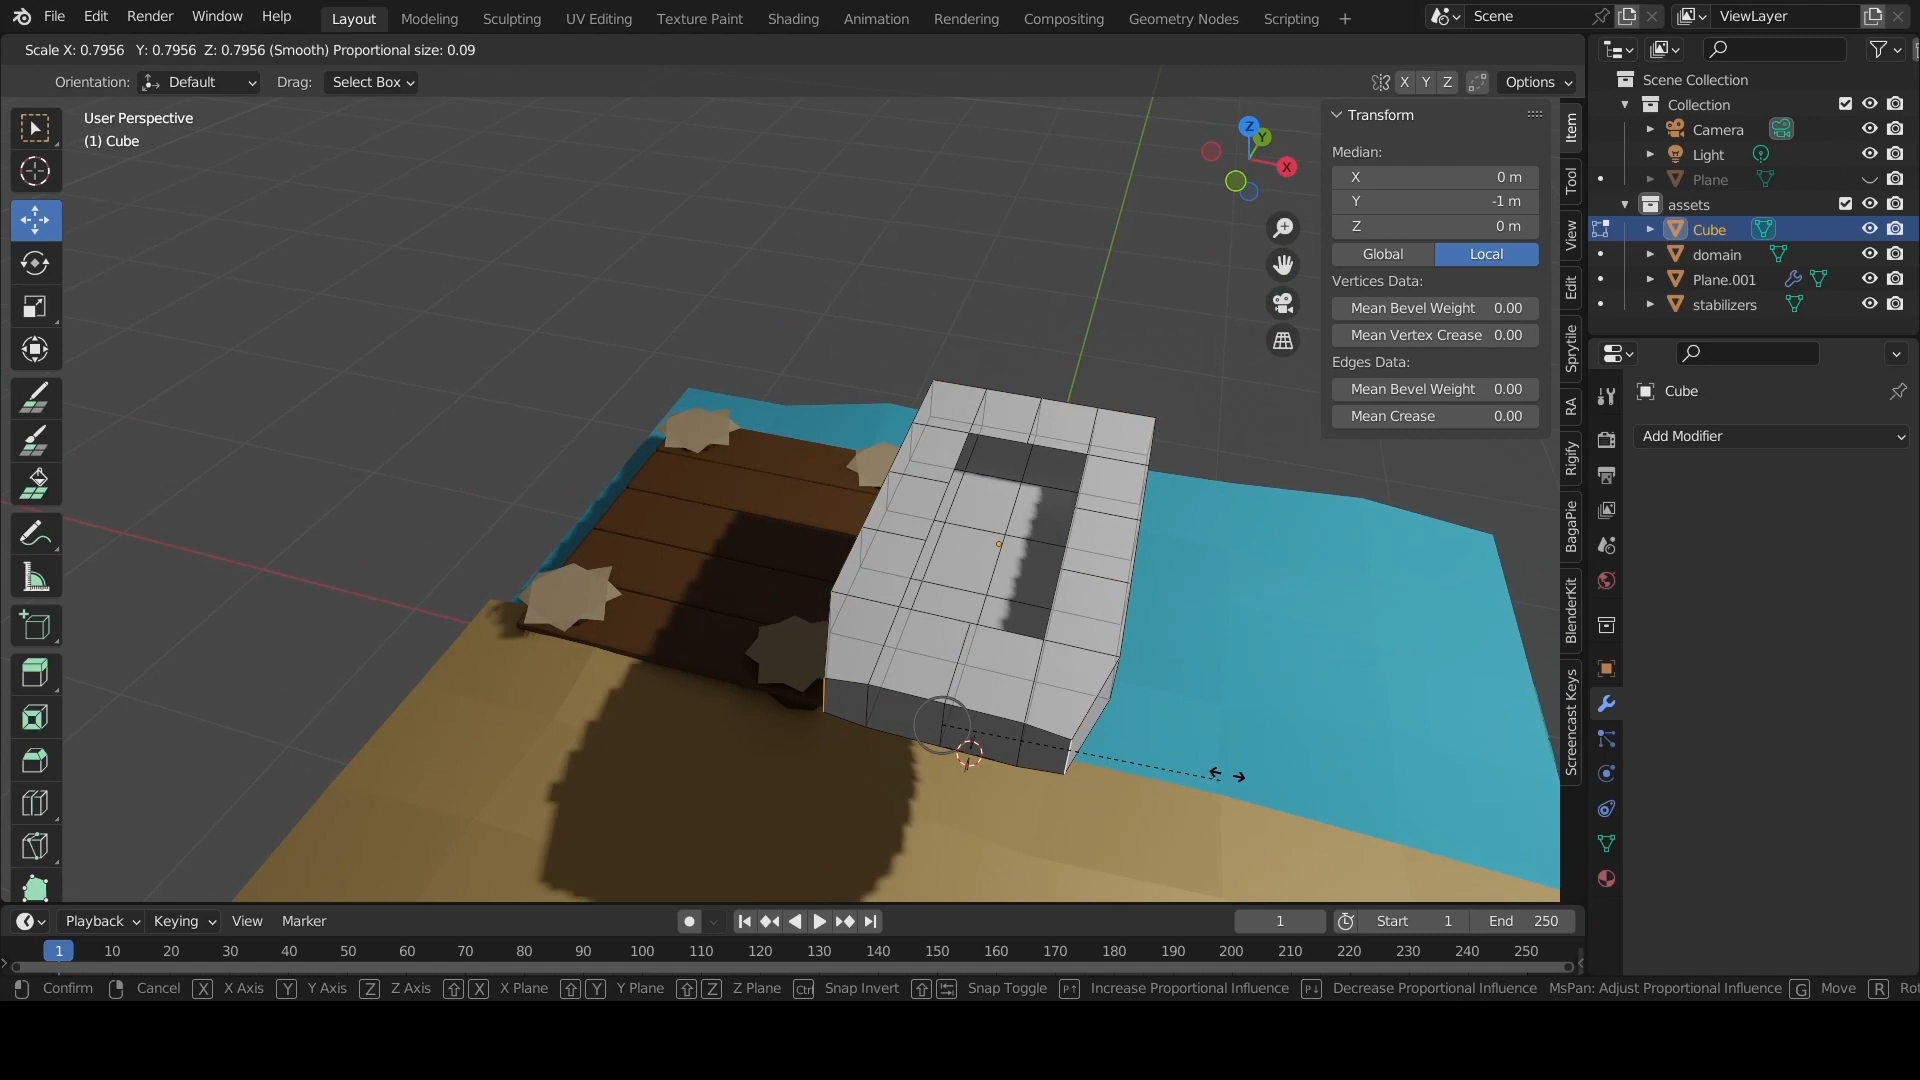 File Edit Render Window Help Layout Modeling Sculpting UV Editing Texture Paint Shading Animation Rendering Compositing Geometry Nodes Scripting + Scene ViewLayer
Scale X: 0.7956 Y: 0.7956 Z: 0.7956 (Smooth) Proportional size: 0.09
Orientation: Default Drag: Select Box X Y Z Options
User Perspective
(1) Cube
Z
Y
X
Transform
Median:
X 0 m
Y -1 m
Z 0 m
Global Local
Vertices Data:
Mean Bevel Weight 0.00
Mean Vertex Crease 0.00
Edges Data:
Mean Bevel Weight 0.00
Mean Crease 0.00
Item
Tool
View
Edit
Sprytile
RA
Rigify
BagaPie
BlenderKit
Screencast Keys
Scene Collection
Collection
Camera
Light
Plane
assets
Cube
domain
Plane.001
stabilizers
Cube
Add Modifier
Playback Keying View Marker 1 Start 1 End 250
1 10 20 30 40 50 60 70 80 90 100 110 120 130 140 150 160 170 180 190 200 210 220 230 240 250
Confirm Cancel X X Axis Y Y Axis Z Z Axis X X Plane Y Y Plane Z Z Plane Ctrl Snap Invert Snap Toggle Increase Proportional Influence Decrease Proportional Influence MsPan: Adjust Proportional Influence G Move R Rot